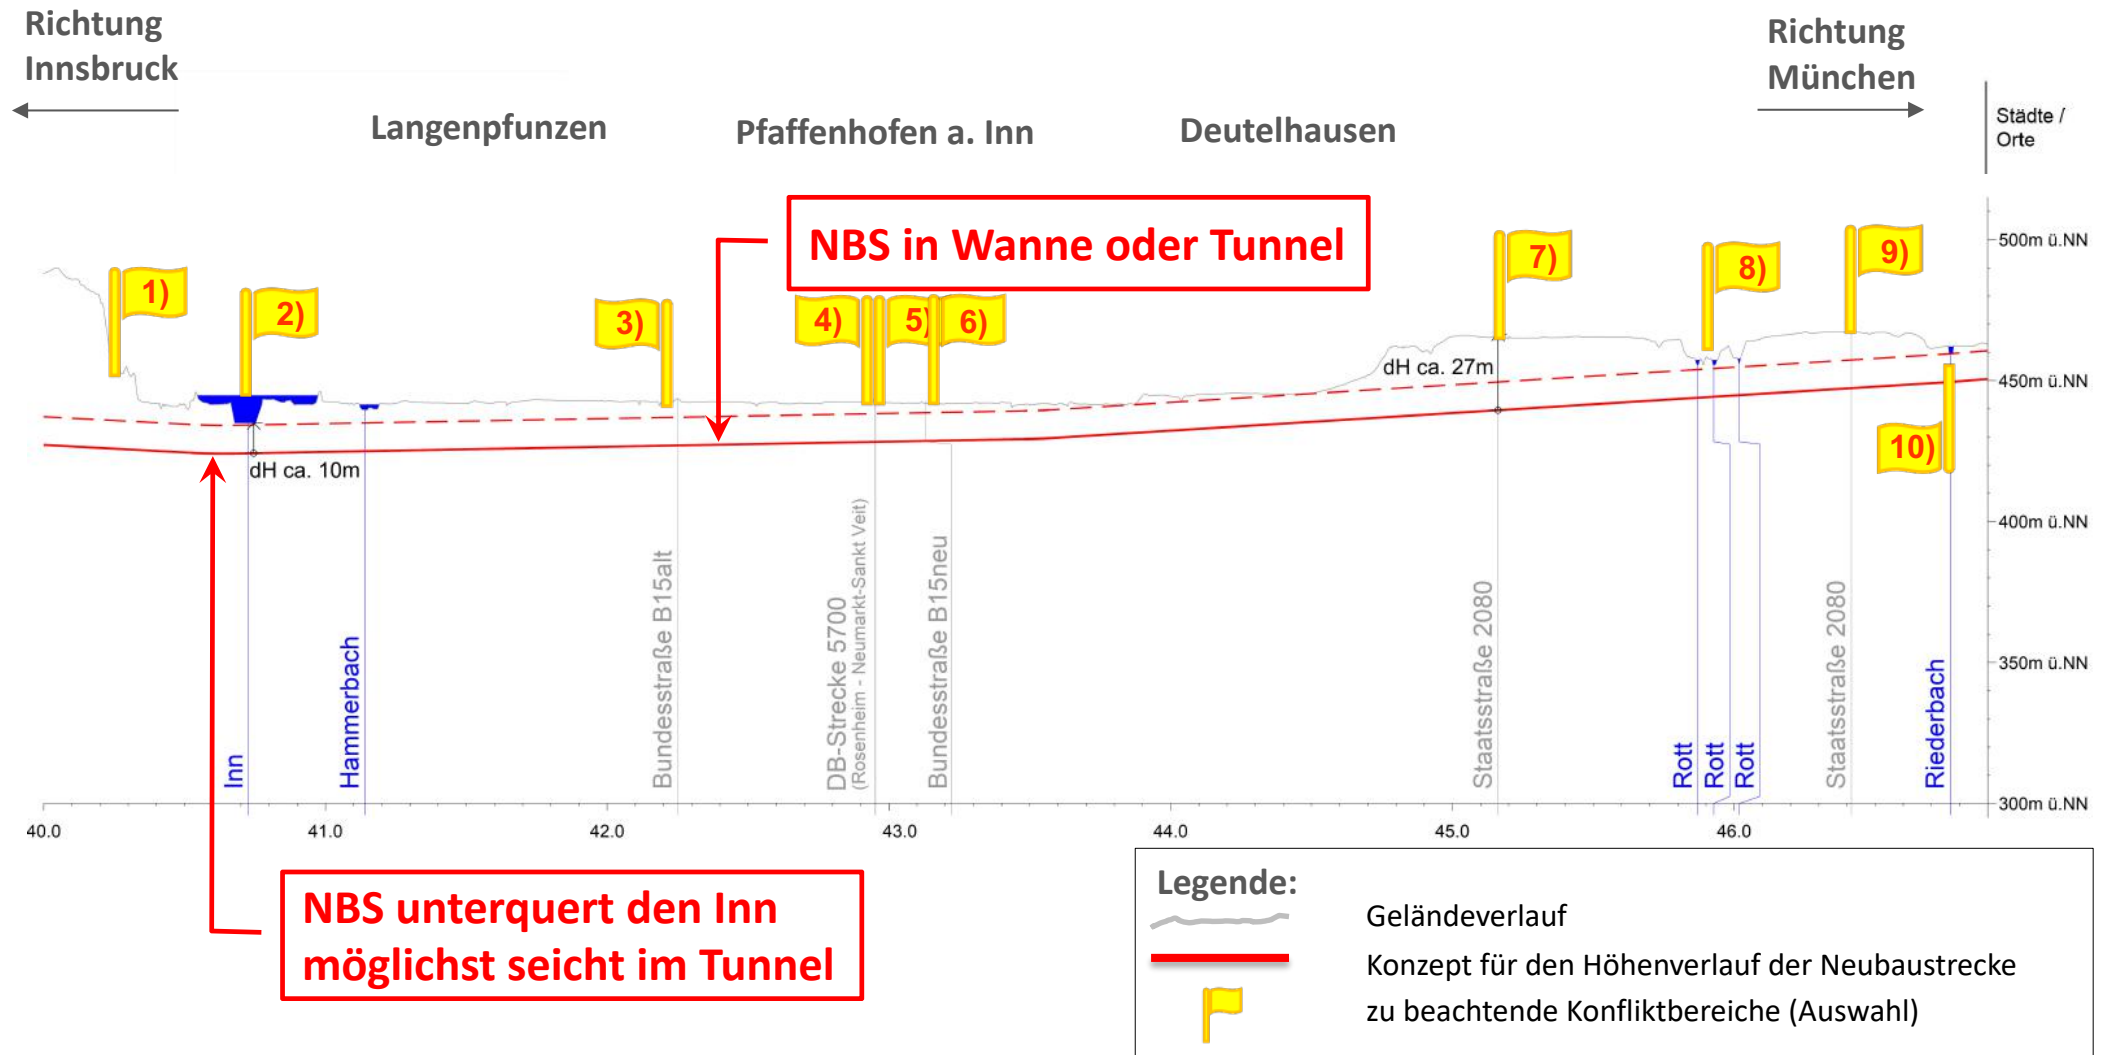 Richtung
Innsbruck
Richtung
München
Langenpfunzen
Pfaffenhofen a. Inn
Deutelhausen
Städte /
Orte
NBS in Wanne oder Tunnel
1)
2)
3)
4)
5)
6)
7)
8)
9)
10)
500m ü.NN
450m ü.NN
400m ü.NN
350m ü.NN
300m ü.NN
dH ca. 10m
dH ca. 27m
Inn
Hammerbach
Bundesstraße B15alt
DB-Strecke 5700
(Rosenheim - Neumarkt-Sankt Veit)
Bundesstraße B15neu
Staatsstraße 2080
Rott
Rott
Rott
Staatsstraße 2080
Riederbach
40.0
41.0
42.0
43.0
44.0
45.0
46.0
NBS unterquert den Inn
möglichst seicht im Tunnel
Legende:
Geländeverlauf
Konzept für den Höhenverlauf der Neubaustrecke
zu beachtende Konfliktbereiche (Auswahl)